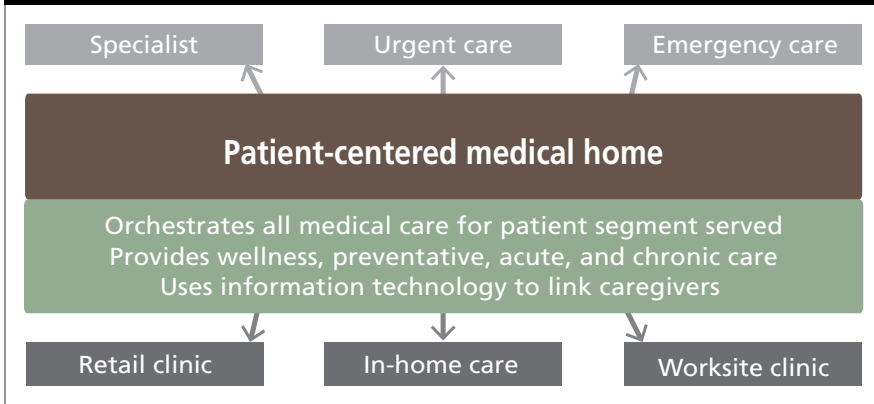 Specialist
Urgent care
Emergency care
Patient-centered medical home
Orchestrates all medical care for patient segment served
Provides wellness, preventative, acute, and chronic care
Uses information technology to link caregivers
Retail clinic
In-home care
Worksite clinic